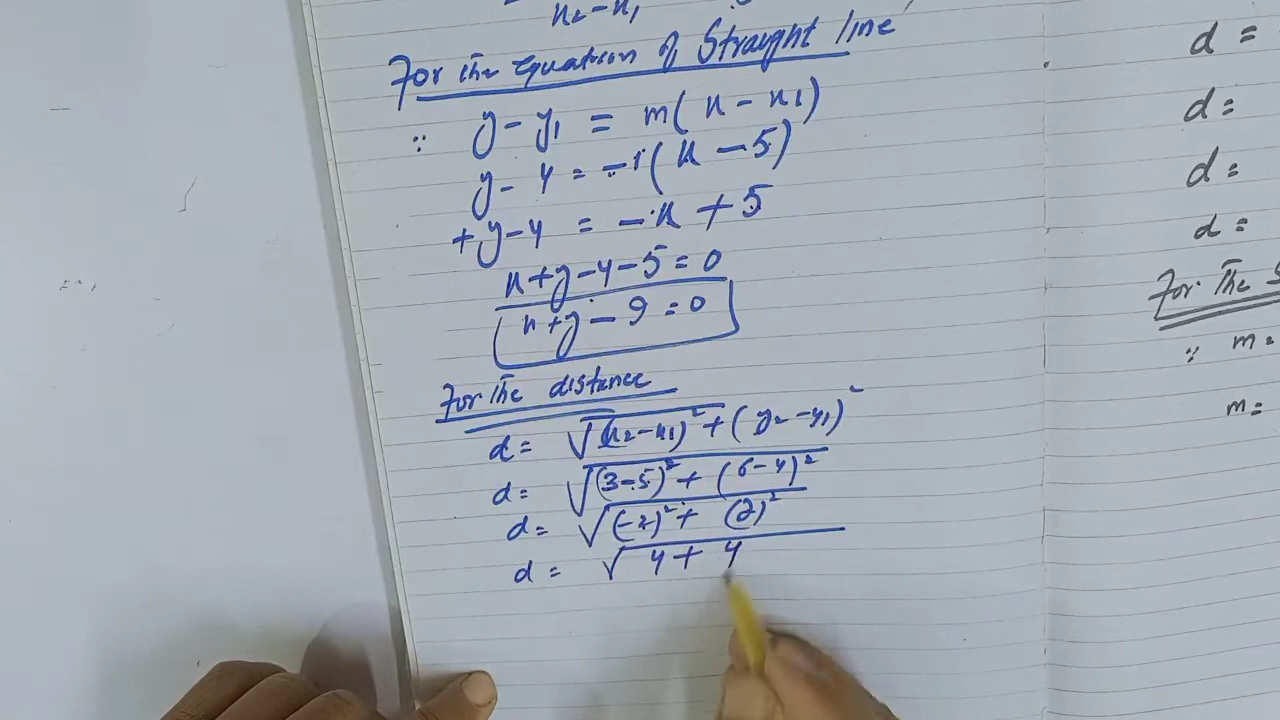 x₂-x₁
For the equation of Straight line
∵ y - y₁ = m(x - x₁)
y - 4 = -1(x - 5)
+y-4 = -x + 5
x+y-4-5=0
x+y-9=0
For the distance
d = √(x₂-x₁)²+(y₂-y₁)²
d = √(3-5)²+(6-4)²
d = √(-2)²+(2)²
d = √4+4
d =
d =
d =
d =
For The
∵ m=
m=